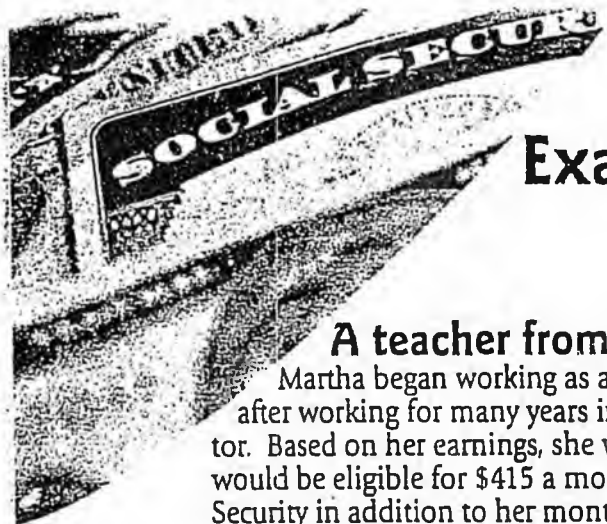 SOCIAL SECUR
Exa
A teacher from
Martha began working as a
after working for many years i
tor. Based on her earnings, she w
would be eligible for $415 a mo
Security in addition to her mont